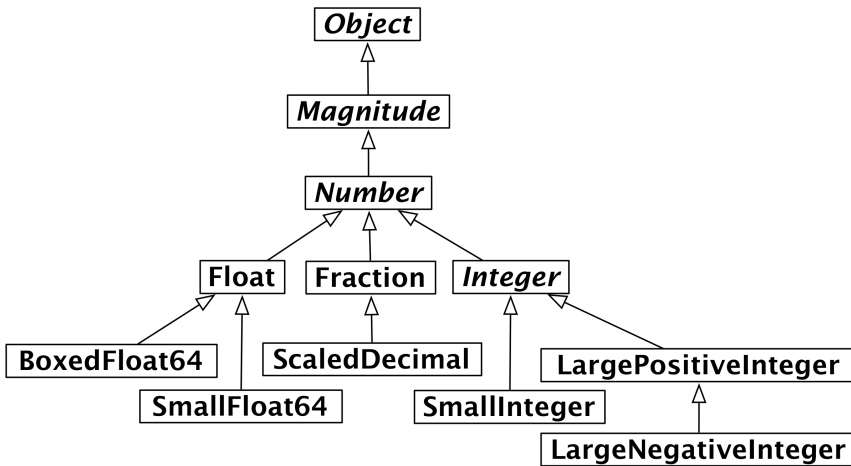 Object
Magnitude
Number
Float
Fraction
Integer
BoxedFloat64
ScaledDecimal
LargePositiveInteger
SmallFloat64
SmallInteger
LargeNegativeInteger